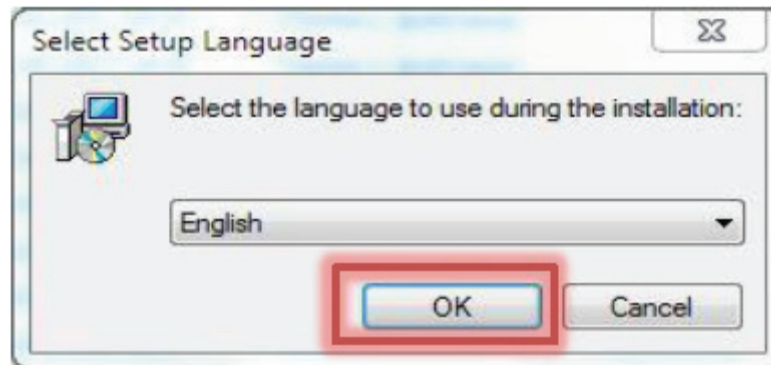 Select Setup Language
Select the language to use during the installation:
English
OK
Cancel